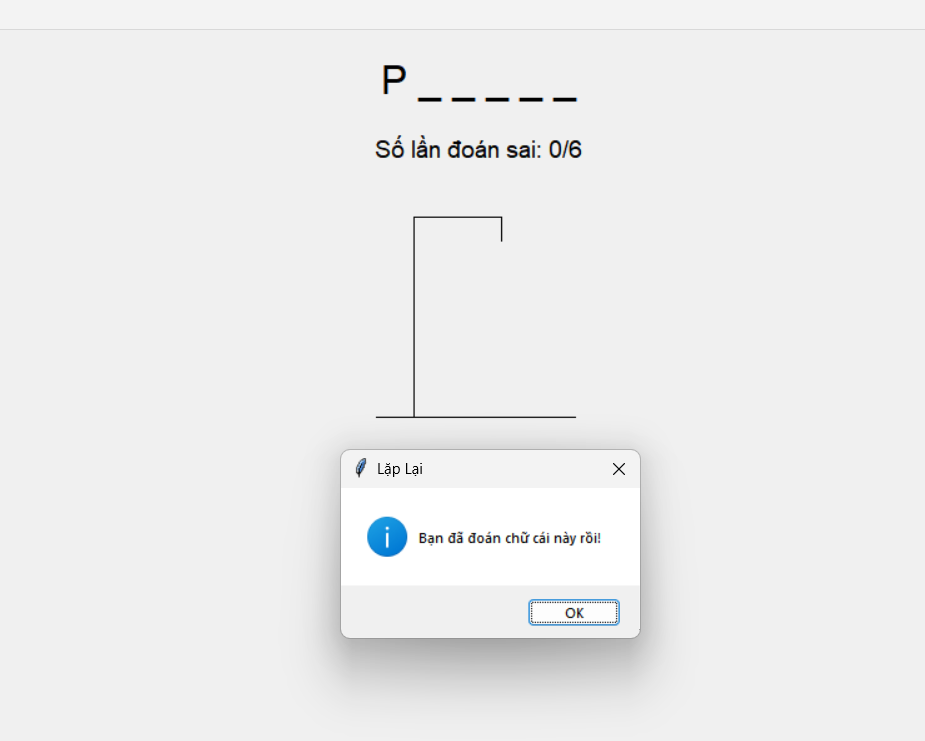 P _ _ _ _ _
Số lần đoán sai: 0/6
Lặp Lại
Bạn đã đoán chữ cái này rồi!
OK